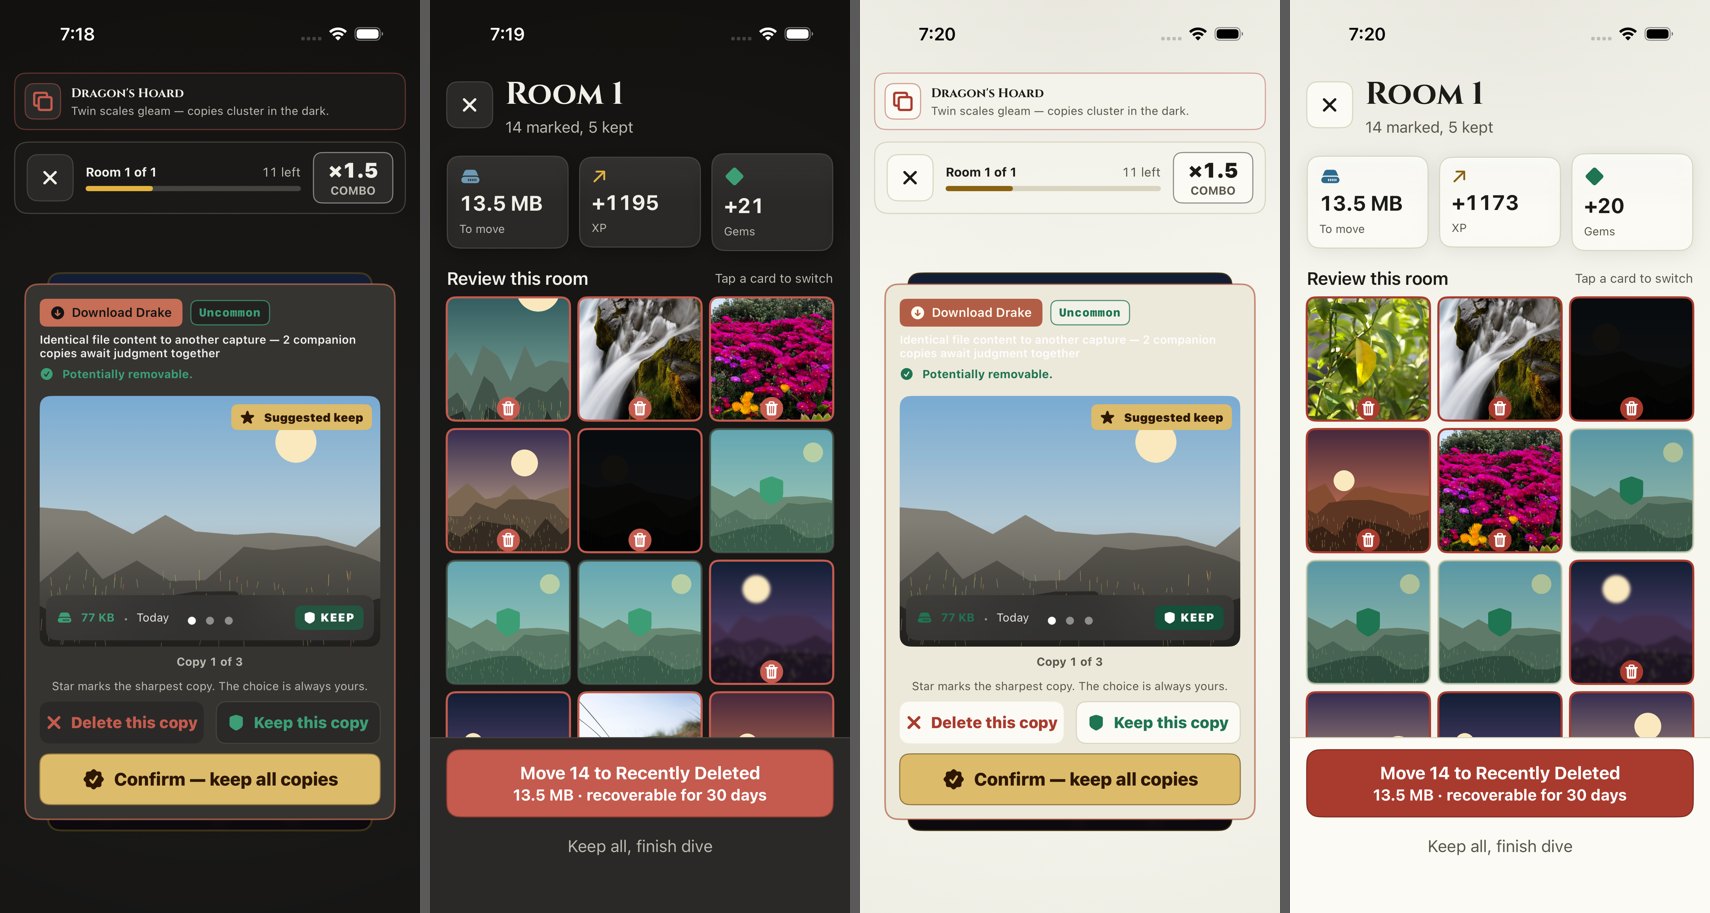 7:18
DRAGON'S HOARD
Twin scales gleam — copies cluster in the dark.
Room 1 of 1
11 left
×1.5
COMBO
Download Drake
Uncommon
Identical file content to another capture — 2 companion
copies await judgment together
Potentially removable.
Suggested keep
77 KB · Today
KEEP
Copy 1 of 3
Star marks the sharpest copy. The choice is always yours.
Delete this copy
Keep this copy
Confirm — keep all copies
7:19
ROOM 1
14 marked, 5 kept
13.5 MB
To move
+1195
XP
+21
Gems
Review this room
Tap a card to switch
Move 14 to Recently Deleted
13.5 MB · recoverable for 30 days
Keep all, finish dive
7:20
DRAGON'S HOARD
Twin scales gleam — copies cluster in the dark.
Room 1 of 1
11 left
×1.5
COMBO
Download Drake
Uncommon
Identical file content to another capture — 2 companion
copies await judgment together
Potentially removable.
Suggested keep
77 KB · Today
KEEP
Copy 1 of 3
Star marks the sharpest copy. The choice is always yours.
Delete this copy
Keep this copy
Confirm — keep all copies
7:20
ROOM 1
14 marked, 5 kept
13.5 MB
To move
+1173
XP
+20
Gems
Review this room
Tap a card to switch
Move 14 to Recently Deleted
13.5 MB · recoverable for 30 days
Keep all, finish dive